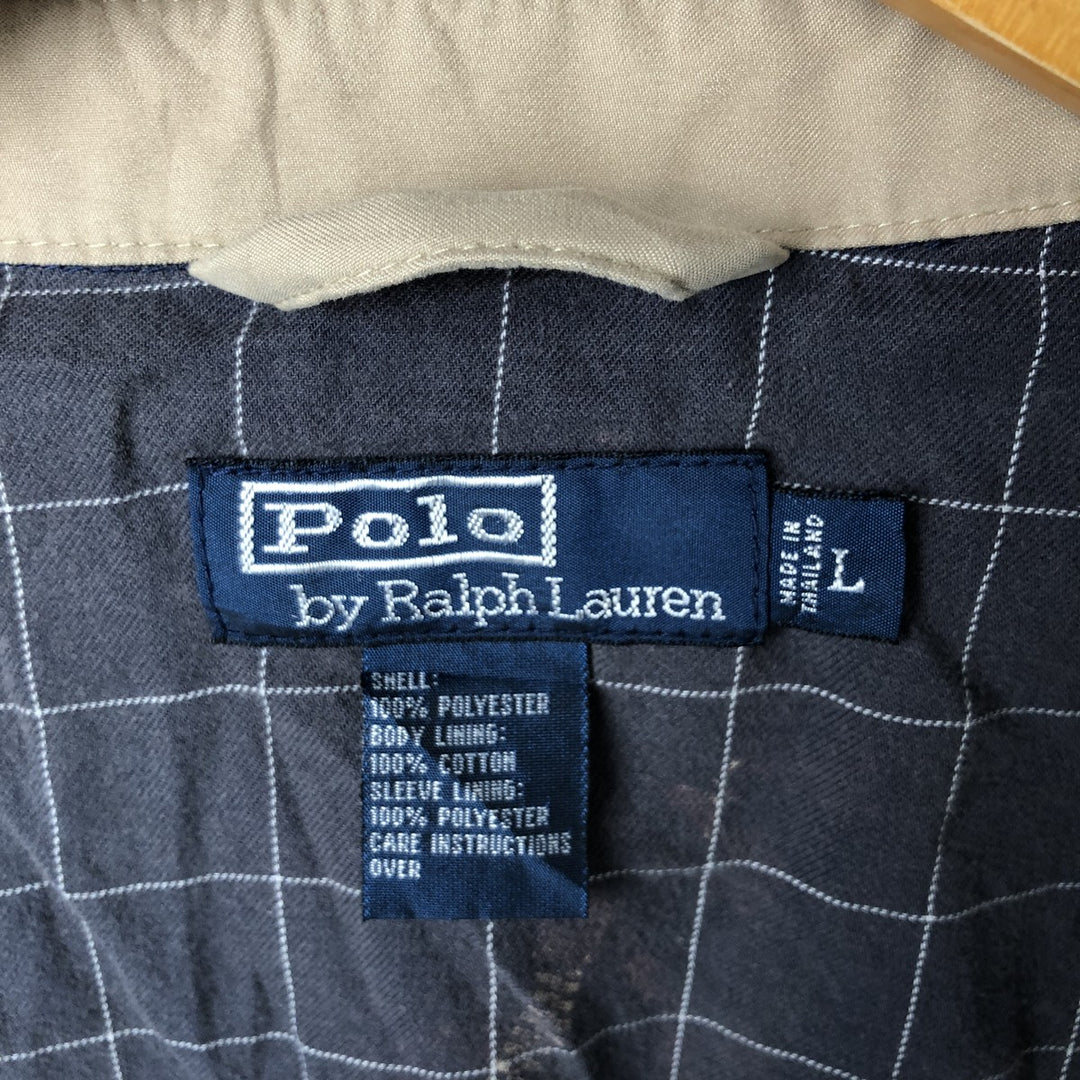 Polo
by Ralph Lauren
MADE IN
THAILAND
L
SHELL:
100% POLYESTER
BODY LINING:
100% COTTON
SLEEVE LINING:
100% POLYESTER
CARE INSTRUCTIONS
OVER